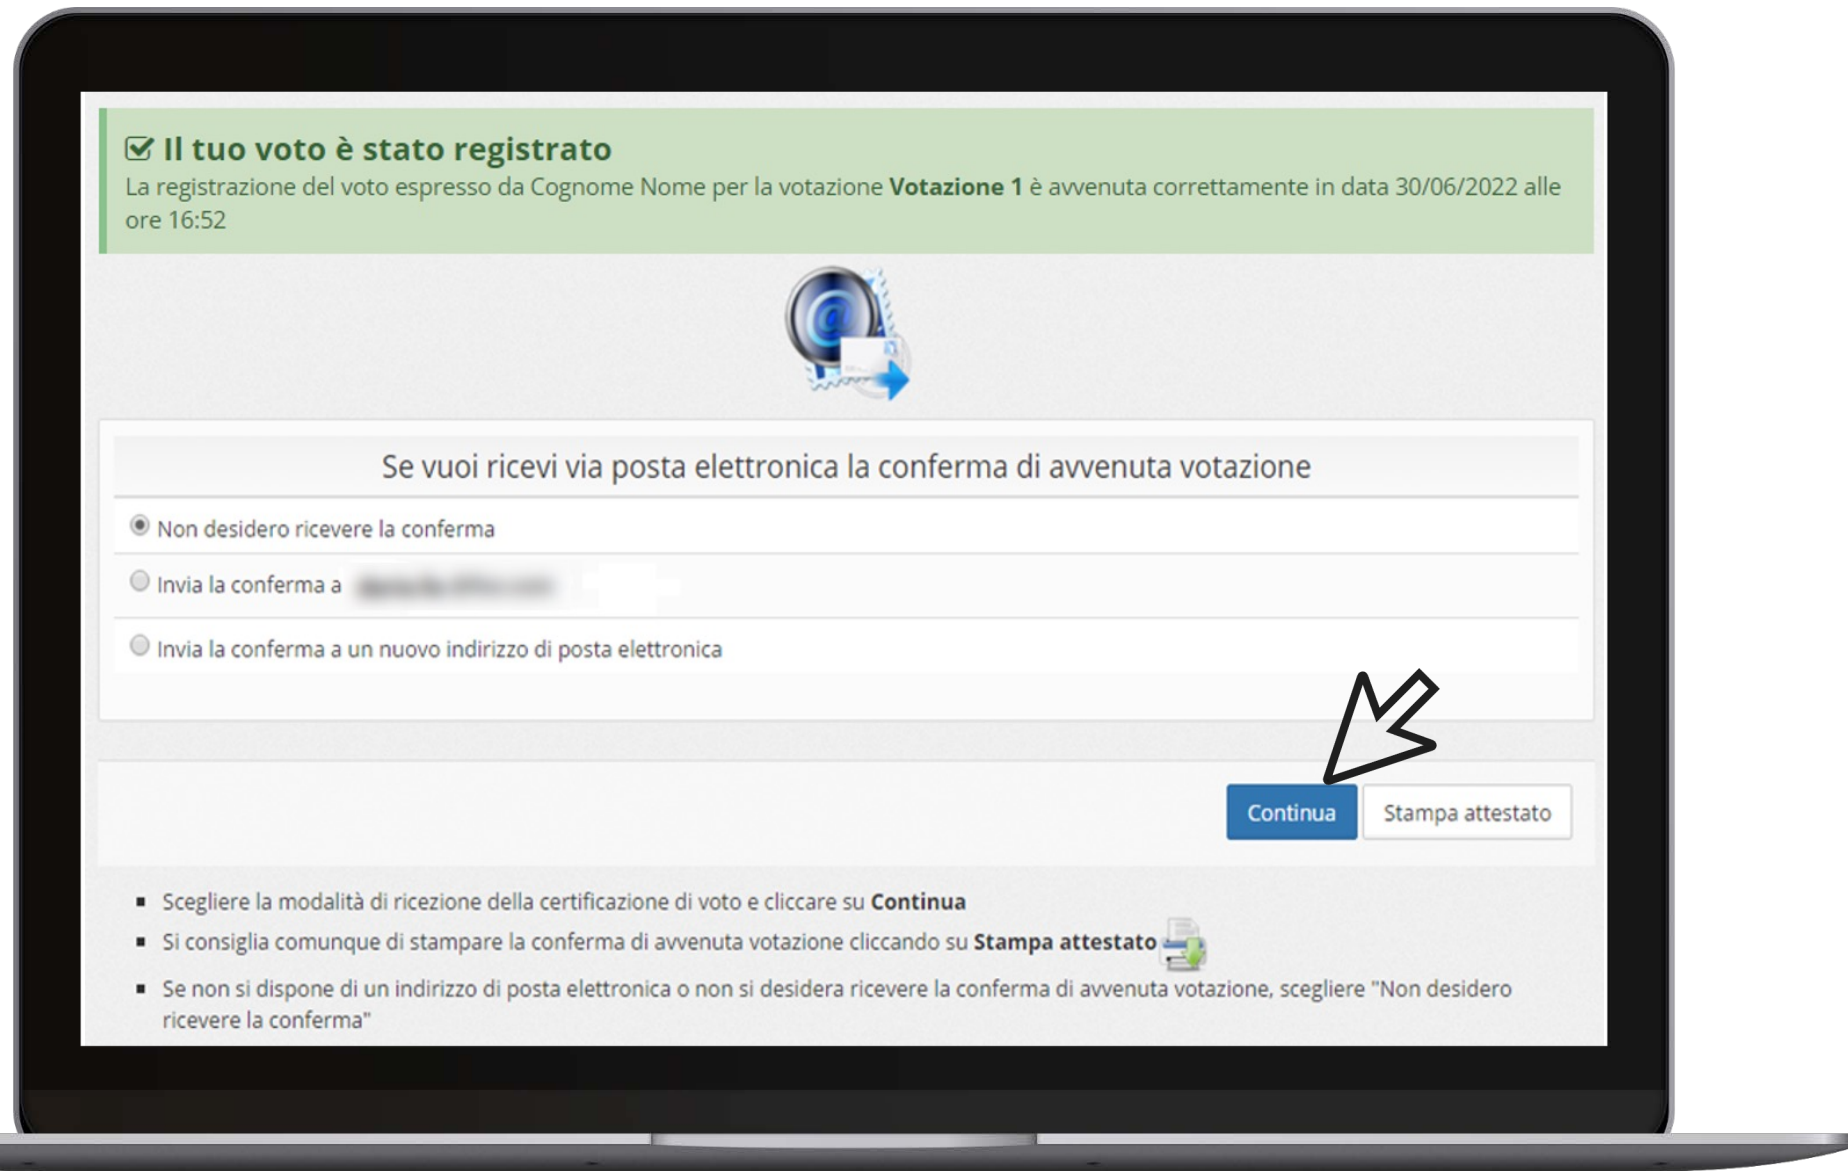 Il tuo voto è stato registrato
La registrazione del voto espresso da Cognome Nome per la votazione Votazione 1 è avvenuta correttamente in data 30/06/2022 alle
ore 16:52
Se vuoi ricevi via posta elettronica la conferma di avvenuta votazione
Non desidero ricevere la conferma
Invia la conferma a
Invia la conferma a un nuovo indirizzo di posta elettronica
Continua Stampa attestato
Scegliere la modalità di ricezione della certificazione di voto e cliccare su Continua
Si consiglia comunque di stampare la conferma di avvenuta votazione cliccando su Stampa attestato
Se non si dispone di un indirizzo di posta elettronica o non si desidera ricevere la conferma di avvenuta votazione, scegliere "Non desidero
ricevere la conferma"